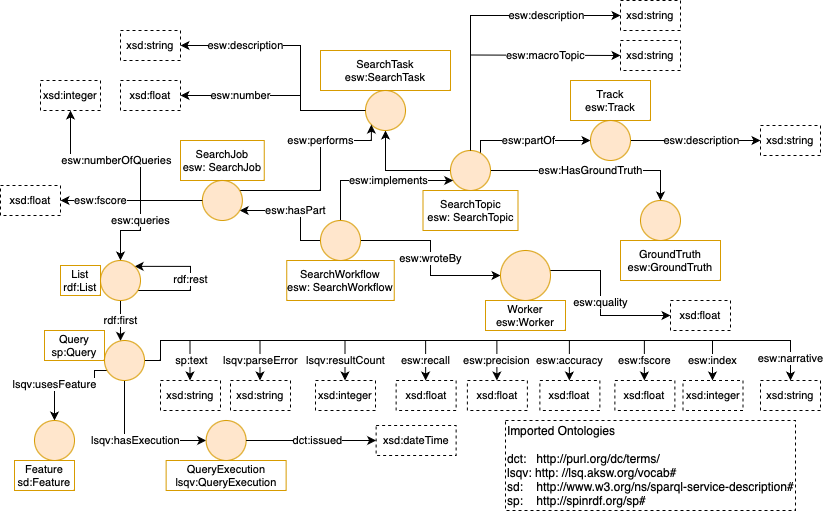 esw:description
xsd:string
xsd:string
esw:description
SearchTask
esw:SearchTask
esw:macroTopic
xsd:string
xsd:integer
xsd:float
esw:number
Track
esw:Track
esw:performs
esw:partOf
esw:description
xsd:string
esw:numberOfQueries
SearchJob
esw: SearchJob
esw:HasGroundTruth
esw:implements
xsd:float
esw:fscore
SearchTopic
esw: SearchTopic
esw:hasPart
esw:queries
GroundTruth
esw:GroundTruth
esw:wroteBy
List
rdf:List
rdf:rest
SearchWorkflow
esw: SearchWorkflow
Worker
esw:Worker
esw:quality
xsd:float
rdf:first
Query
sp:Query
sp:text
lsqv:parseError
lsqv:resultCount
esw:recall
esw:precision
esw:accuracy
esw:fscore
esw:index
esw:narrative
lsqv:usesFeature
xsd:string
xsd:string
xsd:integer
xsd:float
xsd:float
xsd:float
xsd:float
xsd:integer
xsd:string
lsqv:hasExecution
dct:issued
xsd:dateTime
Feature
sd:Feature
QueryExecution
lsqv:QueryExecution
Imported Ontologies
dct: http://purl.org/dc/terms/
lsqv: http: //lsq.aksw.org/vocab#
sd: http://www.w3.org/ns/sparql-service-description#
sp: http://spinrdf.org/sp#